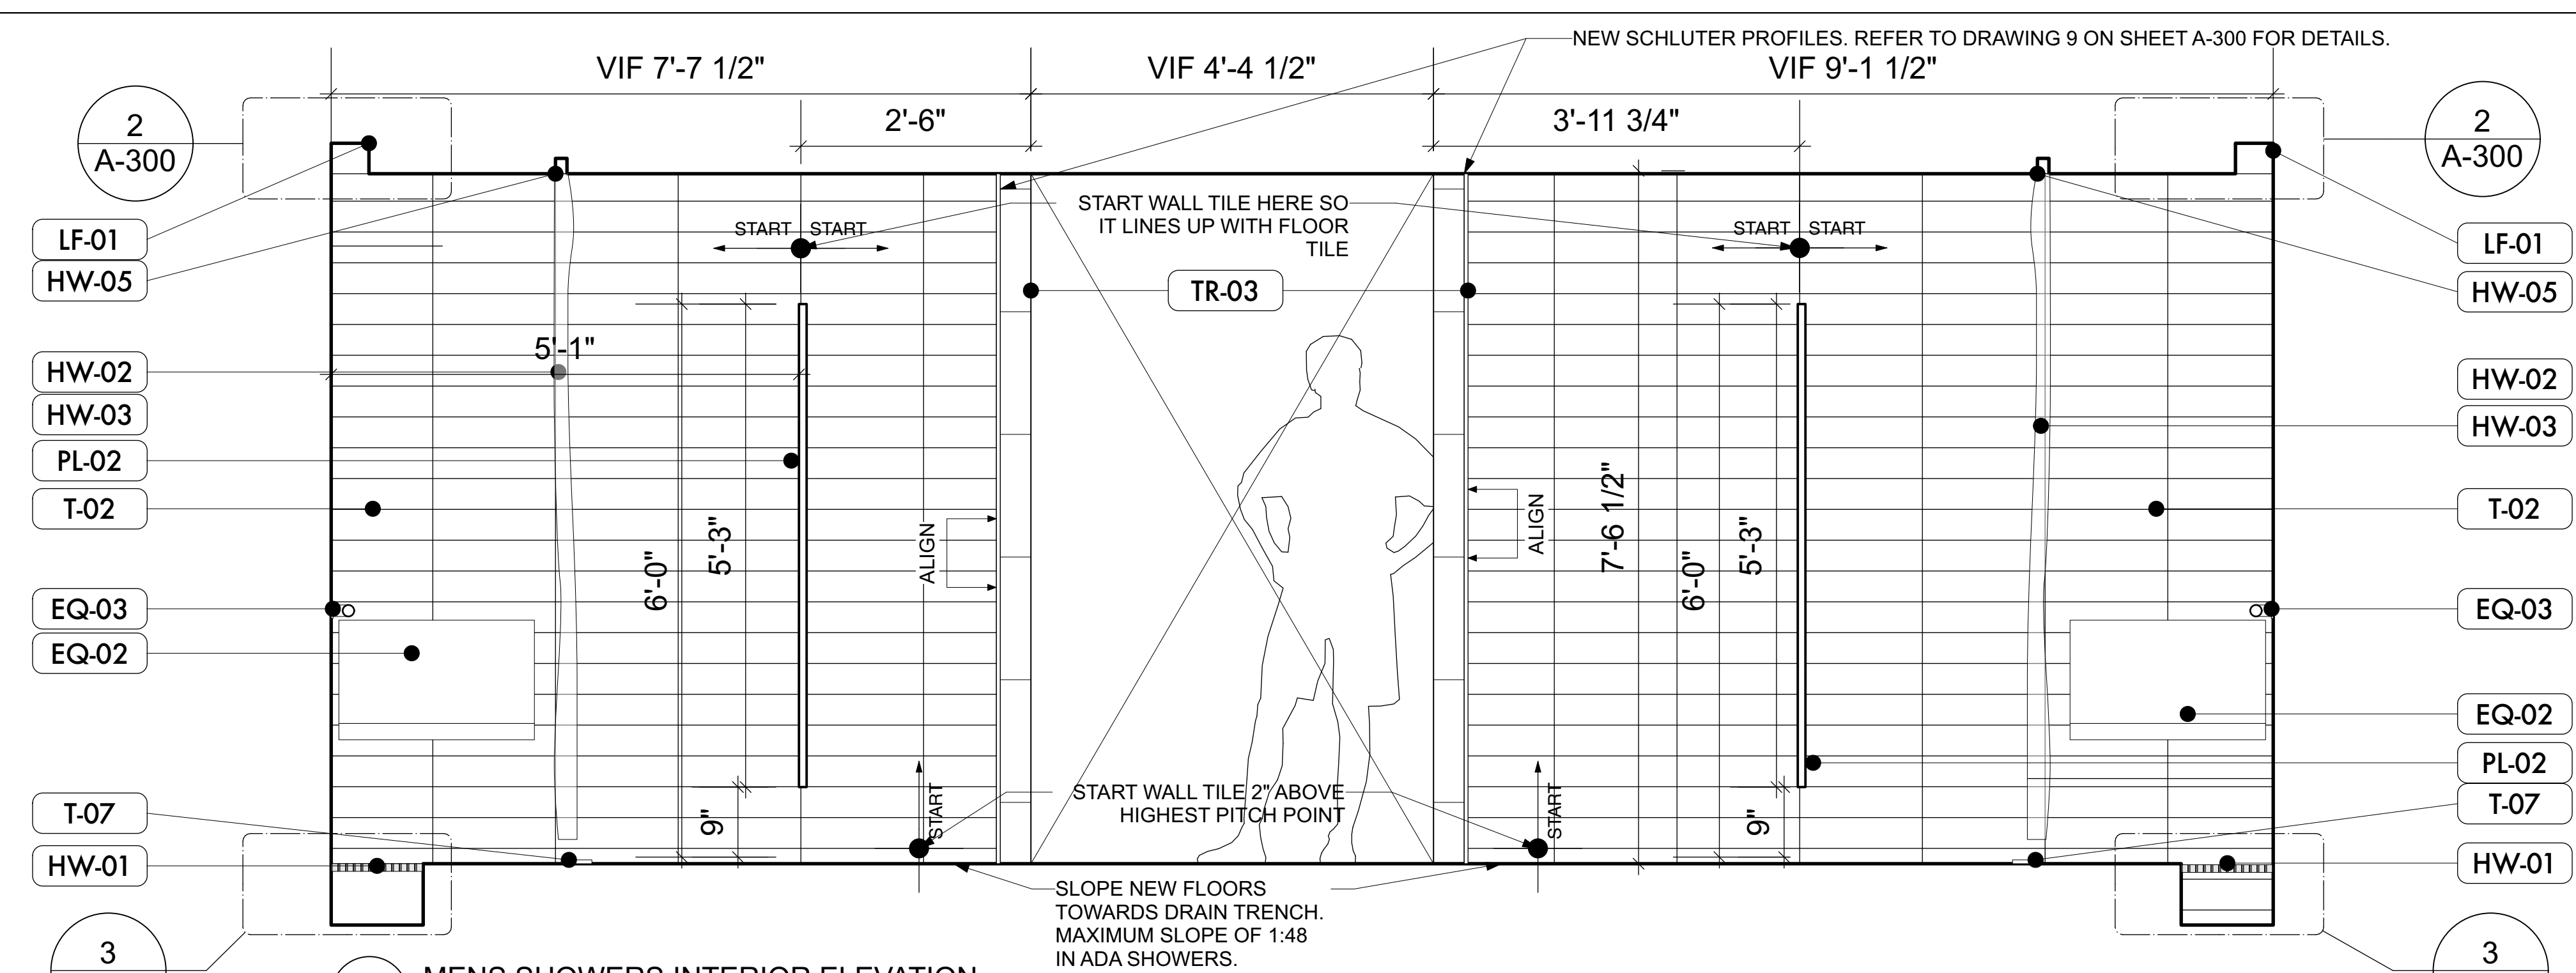 NEW SCHLUTER PROFILES. REFER TO DRAWING 9 ON SHEET A-300 FOR DETAILS.
VIF 7'-7 1/2"
VIF 4'-4 1/2"
VIF 9'-1 1/2"
2'-6"
3'-11 3/4"
2
A-300
2
A-300
START WALL TILE HERE SO
IT LINES UP WITH FLOOR
TILE
START
START
START
START
LF-01
HW-05
HW-02
HW-03
PL-02
T-02
EQ-03
EQ-02
T-07
HW-01
TR-03
LF-01
HW-05
HW-02
HW-03
T-02
EQ-03
EQ-02
PL-02
T-07
HW-01
5'-1"
6'-0"
5'-3"
9"
ALIGN
ALIGN
7'-6 1/2"
6'-0"
5'-3"
9"
START
START
START WALL TILE 2" ABOVE
HIGHEST PITCH POINT
SLOPE NEW FLOORS
TOWARDS DRAIN TRENCH.
MAXIMUM SLOPE OF 1:48
IN ADA SHOWERS.
3
3
MENS SHOWERS INTERIOR ELEVATION